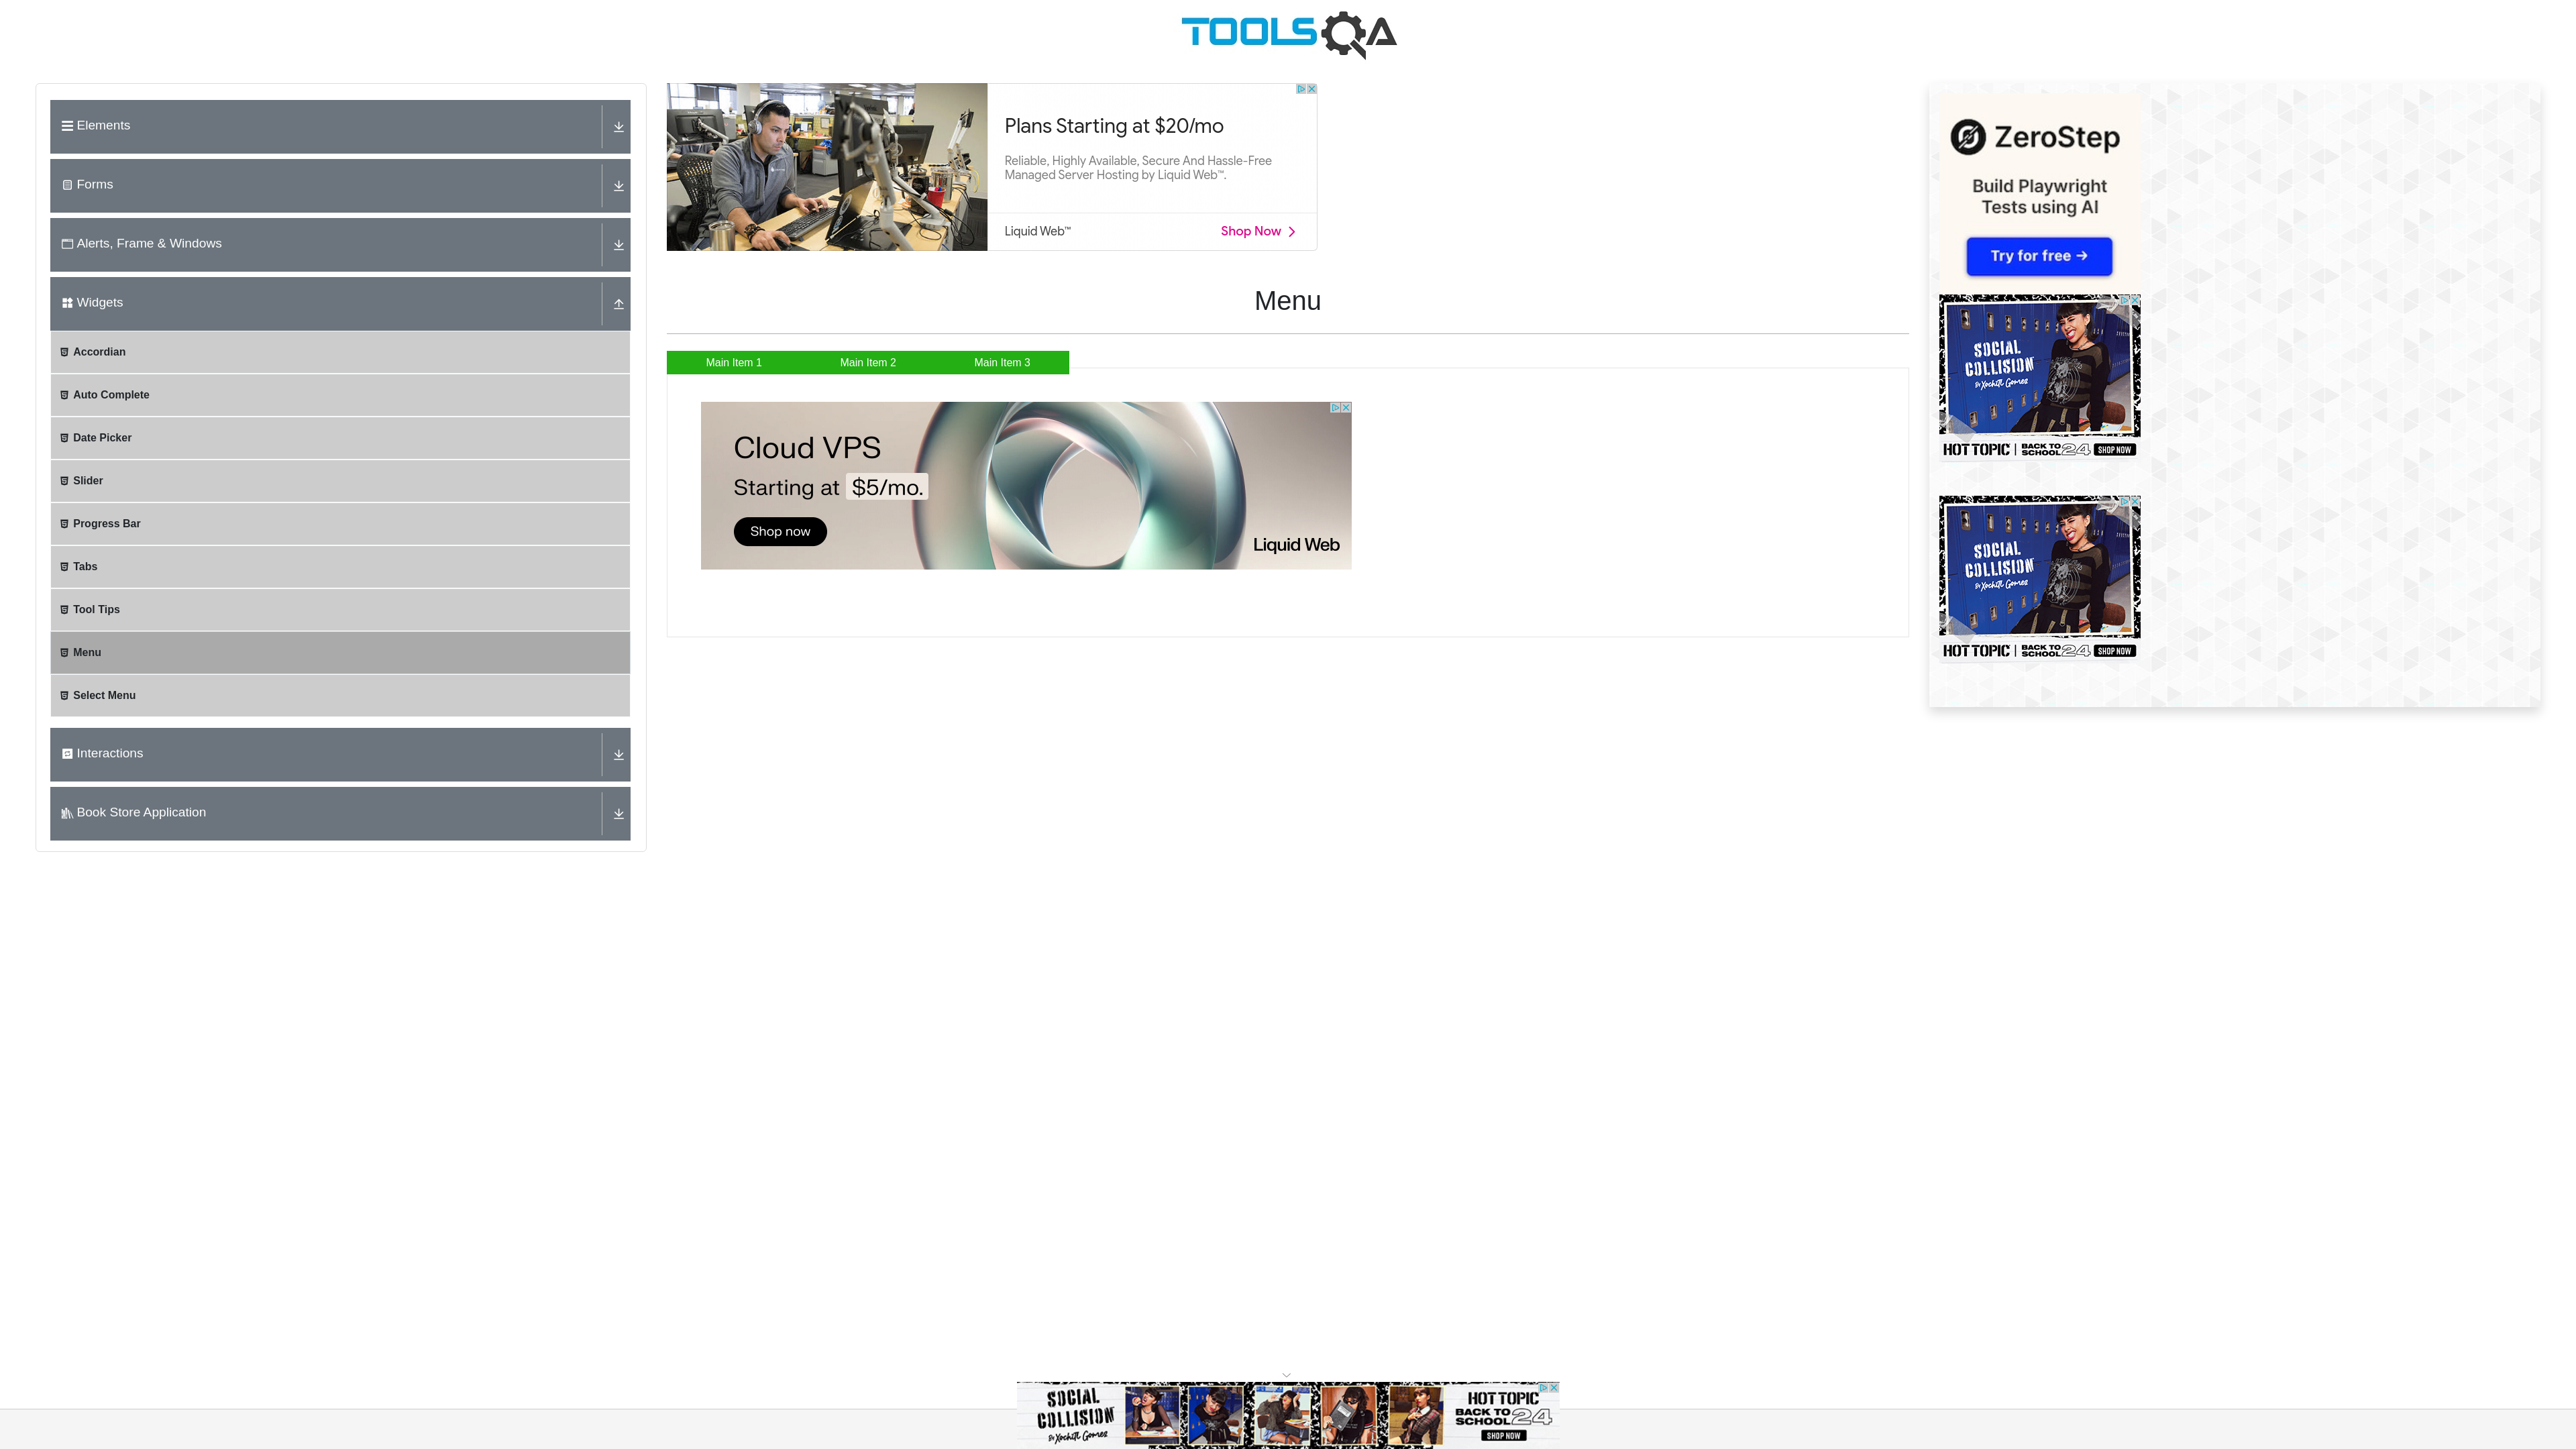 TOOLSQA
Elements
Forms
Alerts, Frame & Windows
Widgets
Accordian
Auto Complete
Date Picker
Slider
Progress Bar
Tabs
Tool Tips
Menu
Select Menu
Interactions
Book Store Application
Plans Starting at $20/mo
Reliable, Highly Available, Secure And Hassle-Free
Managed Server Hosting by Liquid Web™.
Liquid Web™
Shop Now
Menu
Main Item 1
Main Item 2
Main Item 3
Cloud VPS
Starting at $5/mo.
Shop now
Liquid Web
ZeroStep
Build Playwright
Tests using AI
Try for free →
SOCIAL
COLLISION
By Xochitl Gomez
HOT TOPIC | BACK TO SCHOOL 24 SHOP NOW
SOCIAL
COLLISION
By Xochitl Gomez
HOT TOPIC | BACK TO SCHOOL 24 SHOP NOW
SOCIAL
COLLISION
By Xochitl Gomez
HOT TOPIC
BACK TO
SCHOOL 24
SHOP NOW